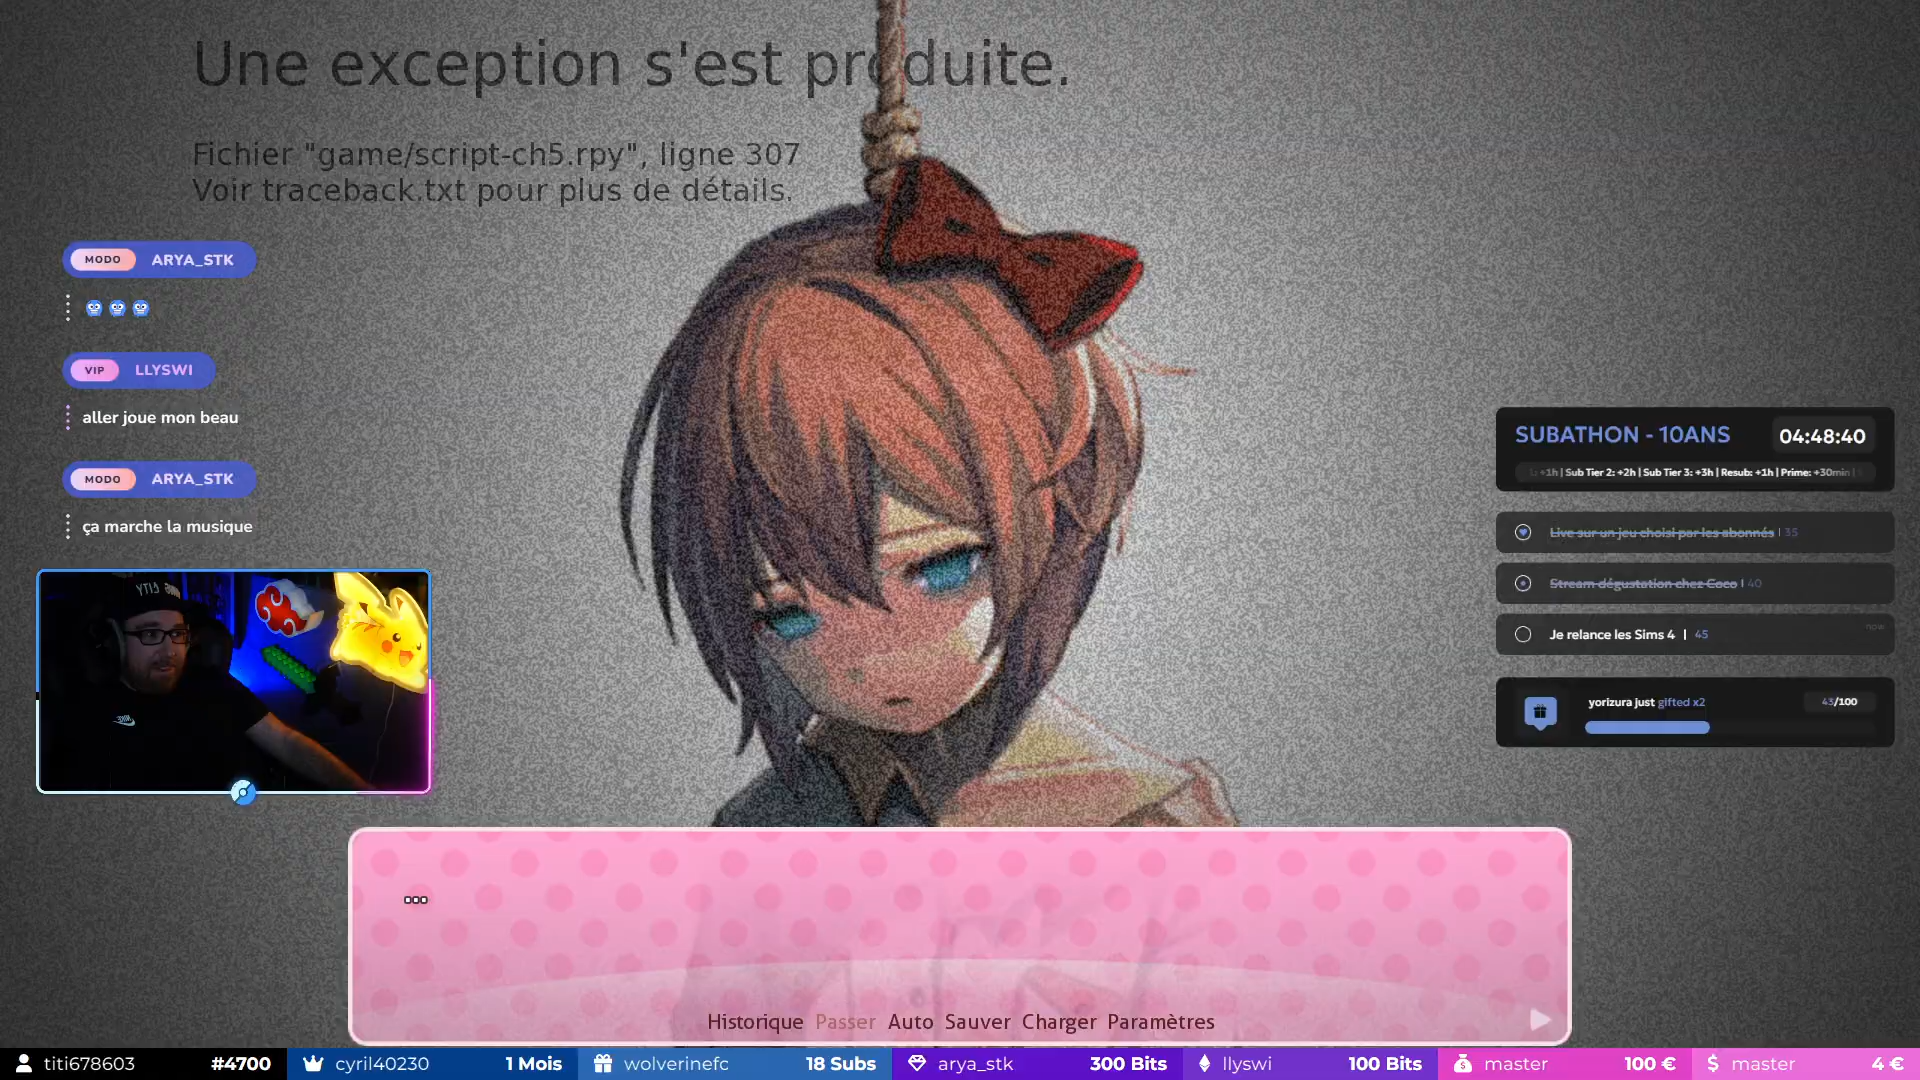 Une exception s'est produite.
Fichier "game/script-ch5.rpy", ligne 307
Voir traceback.txt pour plus de détails.
MODO ARYA_STK
VIP LLYSWI
aller joue mon beau
MODO ARYA_STK
ça marche la musique
SUBATHON - 10ANS 04:48:40
+1h | Sub Tier 2: +2h | Sub Tier 3: +3h | Resub: +1h | Prime: +30min
Live sur un jeu choisi par les abonnés | 35
Stream dégustation chez Coco | 40
Je relance les Sims 4 | 45
now
yorizura just gifted x2 43/100
...
Historique Passer Auto Sauver Charger Paramètres
titi678603 #4700 cyril40230 1 Mois wolverinefc 18 Subs arya_stk 300 Bits llyswi 100 Bits master 100 € master 4 €